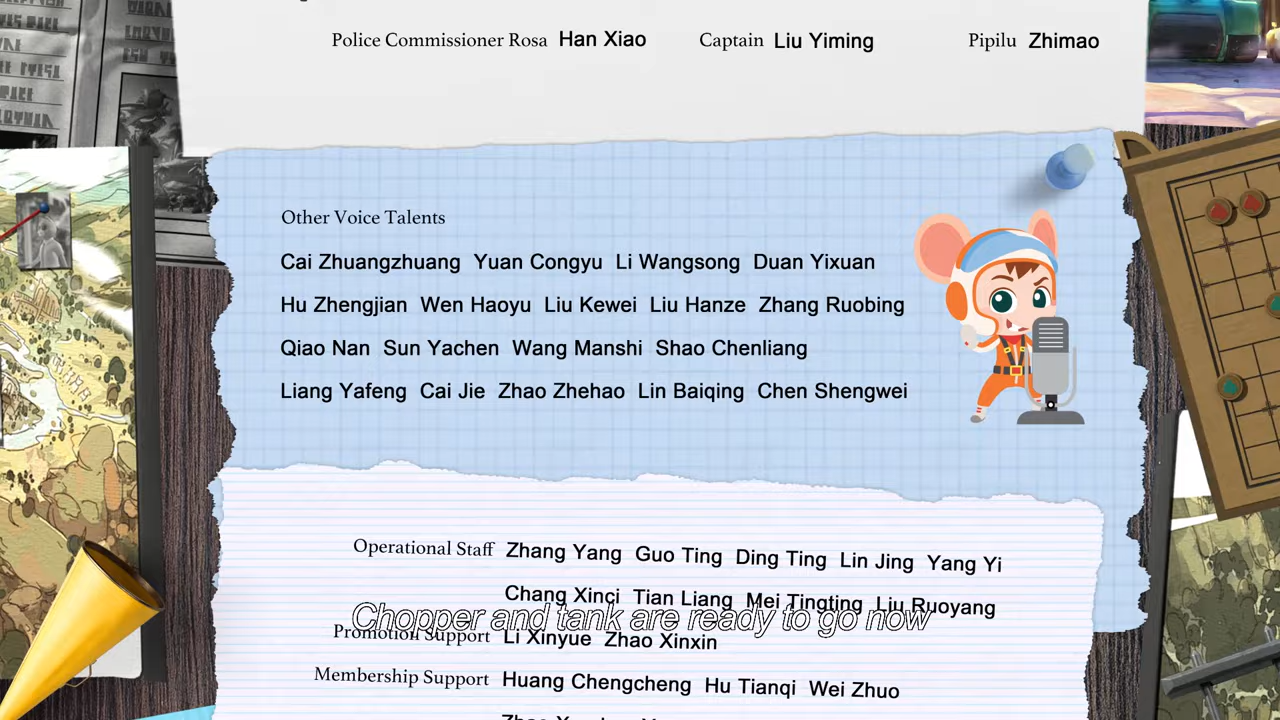 Police Commissioner Rosa Han Xiao Captain Liu Yiming Pipilu Zhimao
Other Voice Talents
Cai Zhuangzhuang Yuan Congyu Li Wangsong Duan Yixuan
Hu Zhengjian Wen Haoyu Liu Kewei Liu Hanze Zhang Ruobing
Qiao Nan Sun Yachen Wang Manshi Shao Chenliang
Liang Yafeng Cai Jie Zhao Zhehao Lin Baiqing Chen Shengwei
Operational Staff Zhang Yang Guo Ting Ding Ting Lin Jing Yang Yi
Chang Xinci Tian Liang Mei Tingting Liu Ruoyang
Chopper and tank are ready to go now
Promotion Support Li Xinyue Zhao Xinxin
Membership Support Huang Chengcheng Hu Tianqi Wei Zhuo